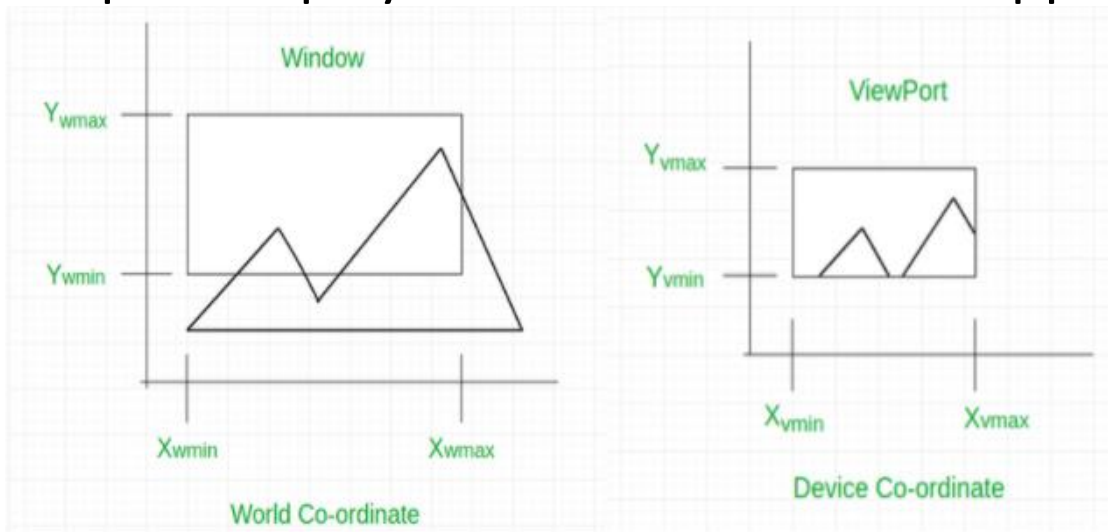 Window
Ywmax
Ywmin
Xwmin
Xwmax
World Co-ordinate
ViewPort
Yvmax
Yvmin
Xvmin
Xvmax
Device Co-ordinate